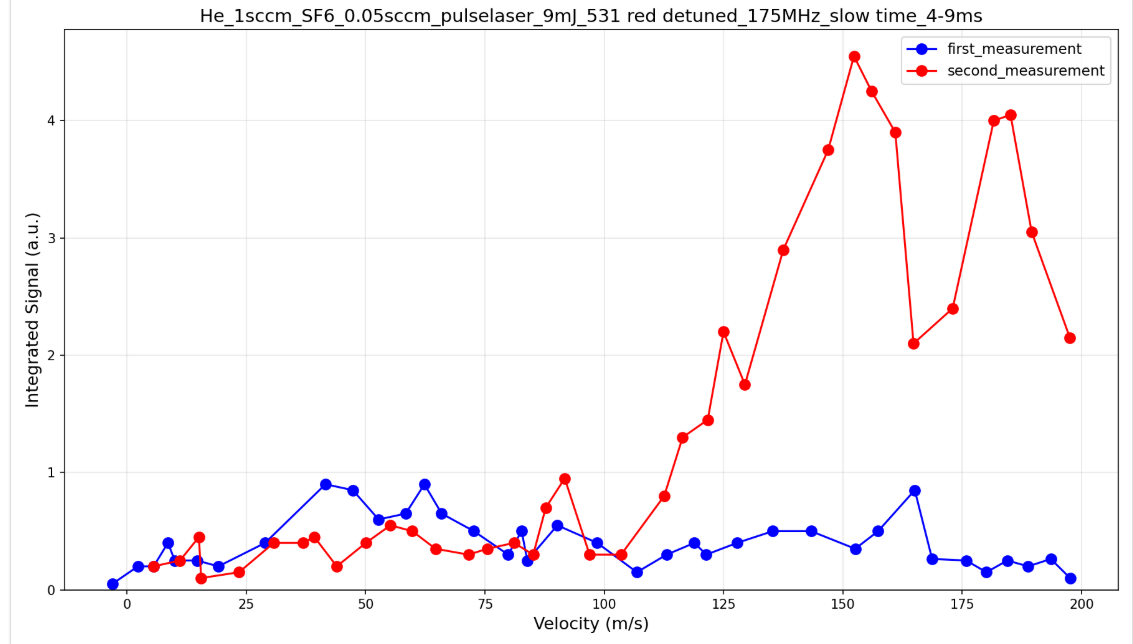 He_1sccm_SF6_0.05sccm_pulselaser_9mJ_531 red detuned_175MHz_slow time_4-9ms
first_measurement
second_measurement
Integrated Signal (a.u.)
4
3
2
1
0
0 25 50 75 100 125 150 175 200
Velocity (m/s)